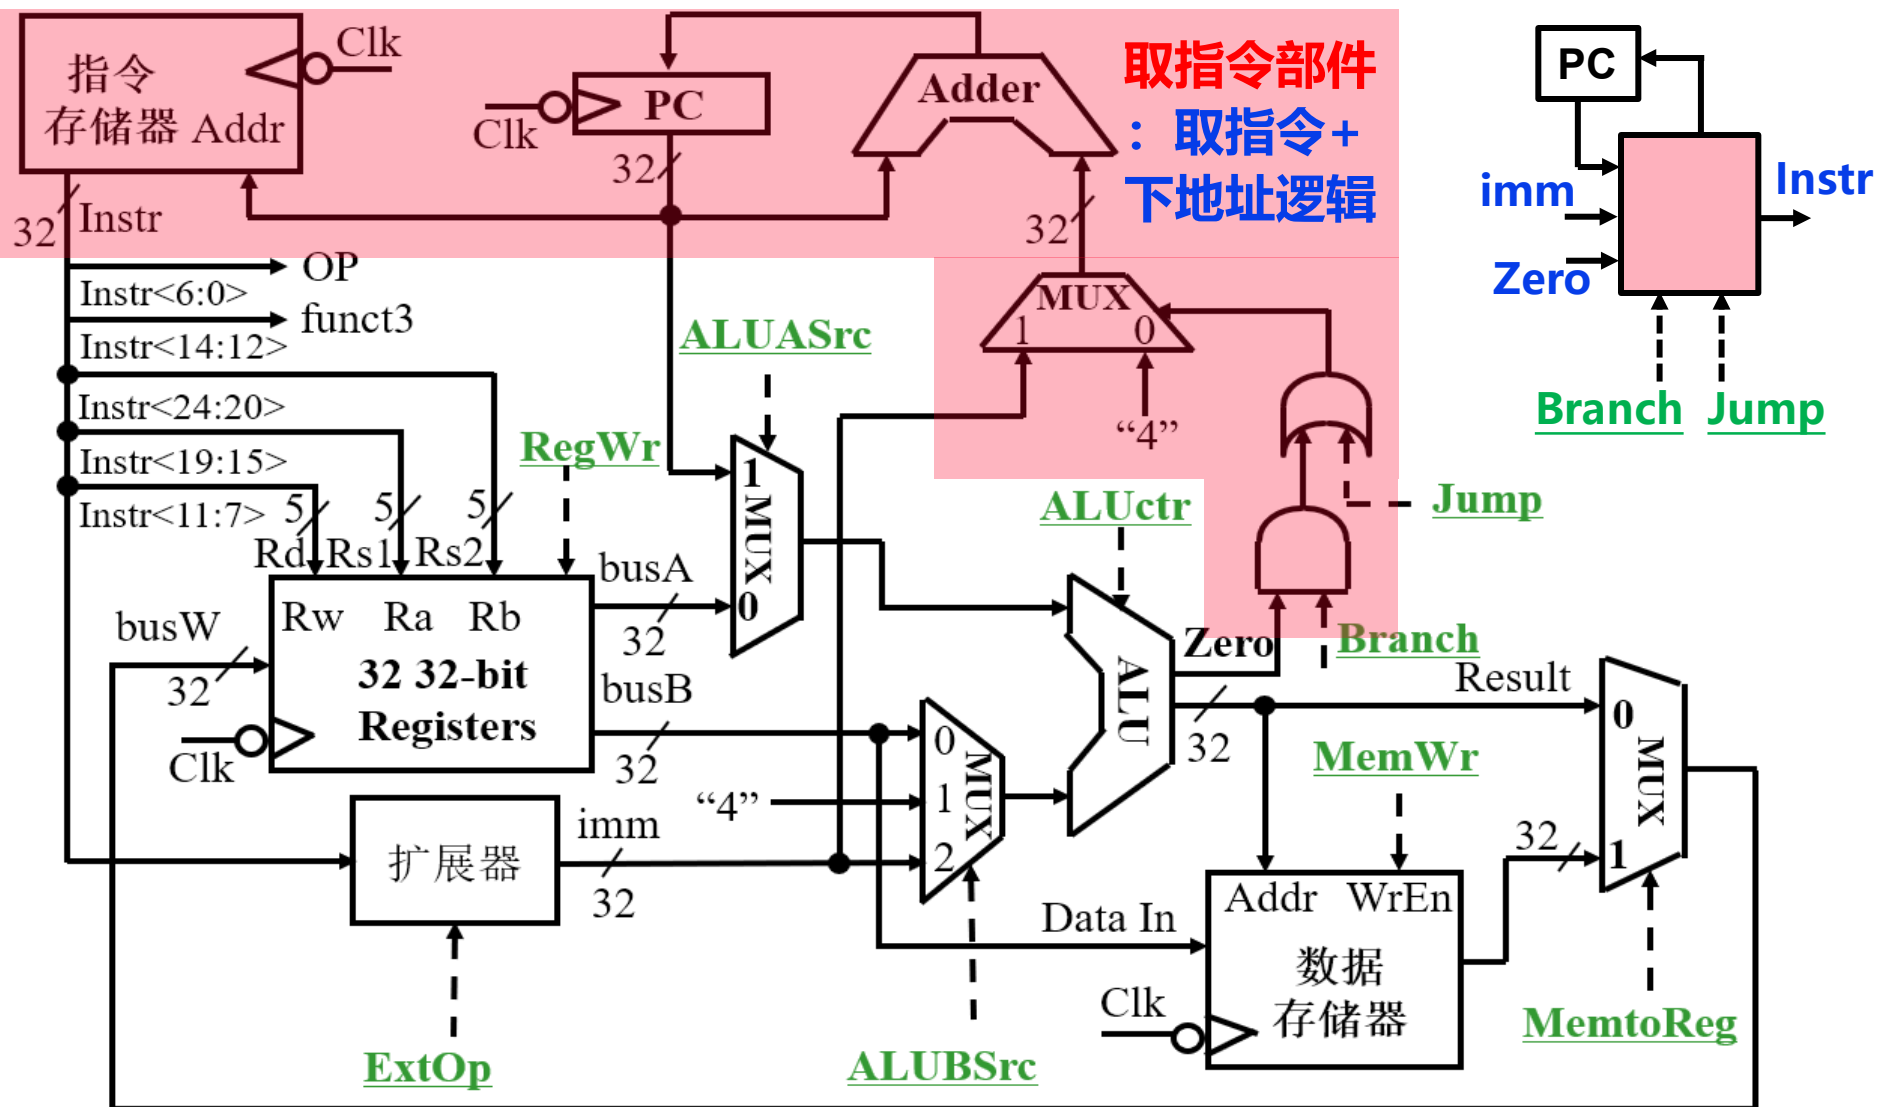 指令
存储器 Addr
Clk
Clk
PC
32
Adder
取指令部件
：取指令+
下地址逻辑
PC
imm
Zero
Instr
Branch Jump
32
Instr
32
OP
Instr<6:0>
funct3
Instr<14:12>
Instr<24:20>
Instr<19:15>
Instr<11:7>
5
5
5
Rd
Rs1
Rs2
ALUASrc
RegWr
MUX
1
0
“4”
Jump
Branch
ALUctr
1
MUX
0
busA
32
busW
32
Rw Ra Rb
32 32-bit
Registers
Clk
busB
32
“4”
0
1
2
MUX
ALU
Zero
32
Result
MemWr
0
MUX
1
32
扩展器
imm
32
ExtOp
ALUBSrc
Data In
Addr WrEn
数据
存储器
Clk
MemtoReg